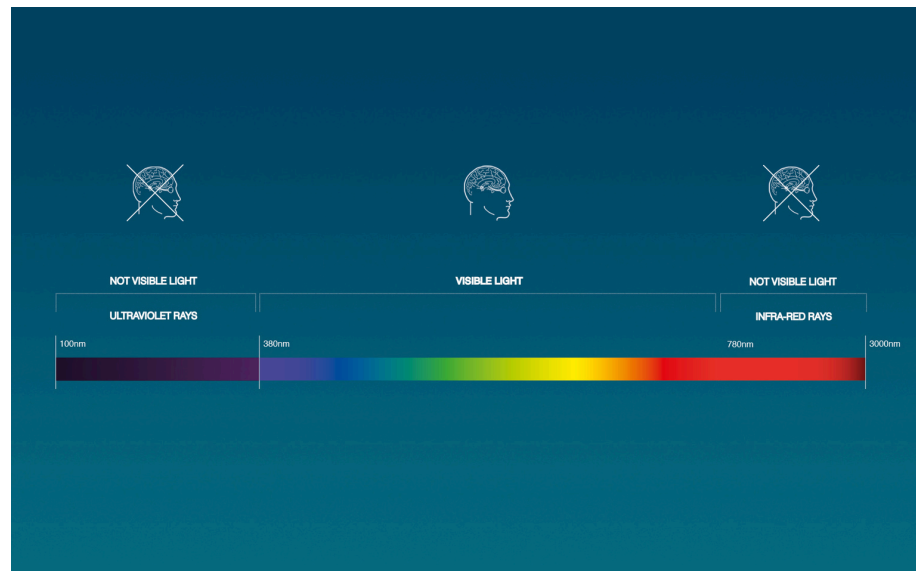 NOT VISIBLE LIGHT
VISIBLE LIGHT
NOT VISIBLE LIGHT
ULTRAVIOLET RAYS
INFRA-RED RAYS
100nm
380nm
780nm
3000nm